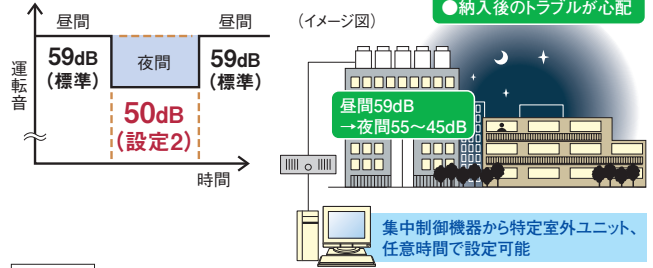 昼間
昼間
59dB
(標準)
夜間
59dB
(標準)
運転音
50dB
(設定2)
時間
(イメージ図)
●納入後のトラブルが心配
昼間59dB
→夜間55～45dB
集中制御機器から特定室外ユニット、
任意時間で設定可能